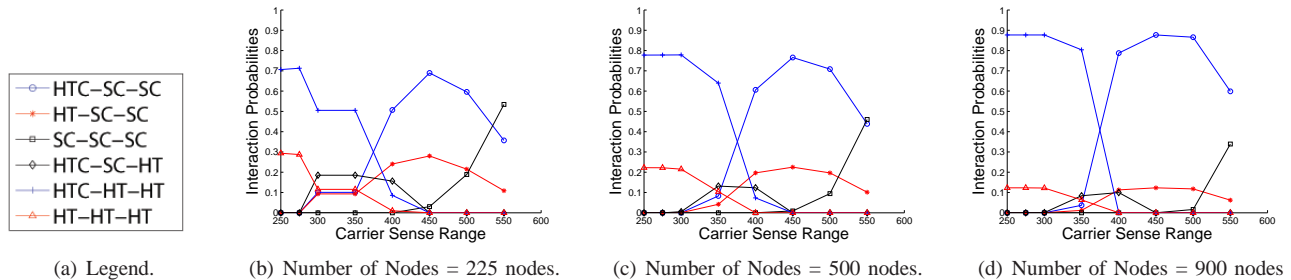 HTC−SC−SC
HT−SC−SC
SC−SC−SC
HTC−SC−HT
HTC−HT−HT
HT−HT−HT
(a) Legend.
1
0.9
0.8
0.7
0.6
0.5
0.4
0.3
0.2
0.1
0
Interaction Probabilities
250 300 350 400 450 500 550 600
Carrier Sense Range
(b) Number of Nodes = 225 nodes.
1
0.9
0.8
0.7
0.6
0.5
0.4
0.3
0.2
0.1
0
Interaction Probabilities
250 300 350 400 450 500 550 600
Carrier Sense Range
(c) Number of Nodes = 500 nodes.
1
0.9
0.8
0.7
0.6
0.5
0.4
0.3
0.2
0.1
0
Interaction Probabilities
250 300 350 400 450 500 550 600
Carrier Sense Range
(d) Number of Nodes = 900 nodes